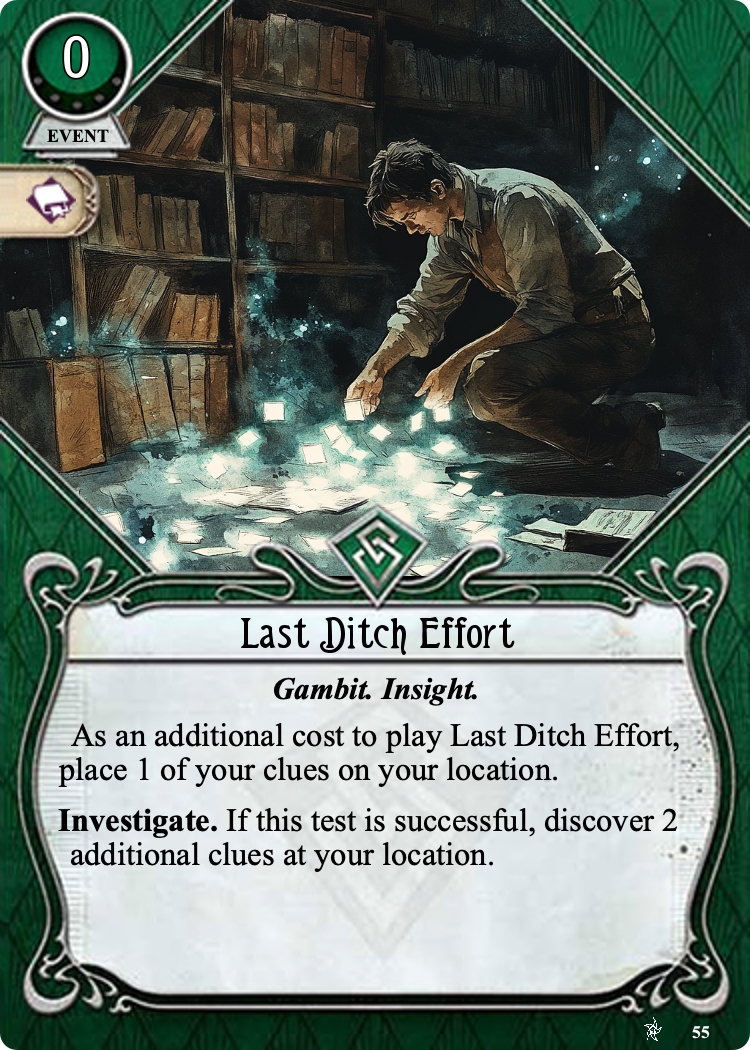 0
EVENT
Last Ditch Effort
Gambit. Insight.
As an additional cost to play Last Ditch Effort,
place 1 of your clues on your location.
Investigate. If this test is successful, discover 2
additional clues at your location.
55